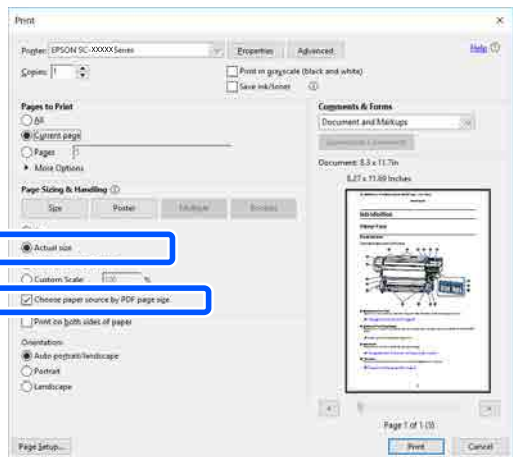 Print
Printer: EPSON SC-XXXXX Series
Properties
Advanced
Help
Copies: 1
Print in grayscale (black and white)
Save ink/toner
Pages to Print
All
Current page
Pages
More Options
Comments & Forms
Document and Markups
Document: 8.3 x 11.7in
8.27 x 11.69 Inches
Page Sizing & Handling
Size
Poster
Multiple
Booklet
Actual size
Custom Scale: 100 %
Choose paper source by PDF page size
Print on both sides of paper
Orientation:
Auto portrait/landscape
Portrait
Landscape
Introduction
Page 1 of 1 (3)
Page Setup...
Print
Cancel